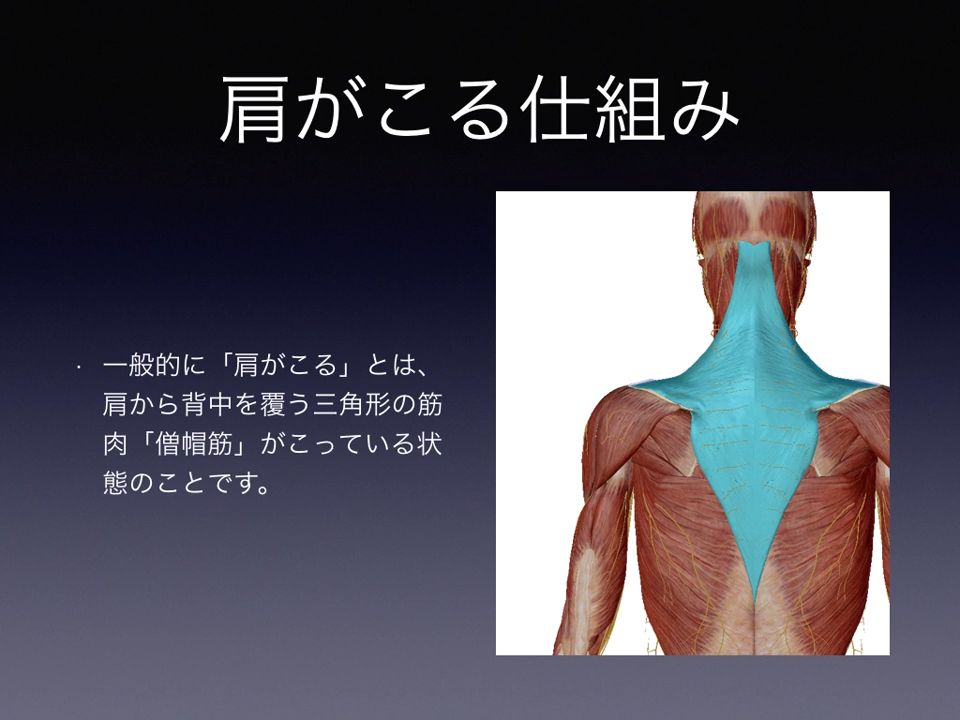 肩がこる仕組み
・ 一般的に「肩がこる」とは、
肩から背中を覆う三角形の筋
肉「僧帽筋」がこっている状
態のことです。